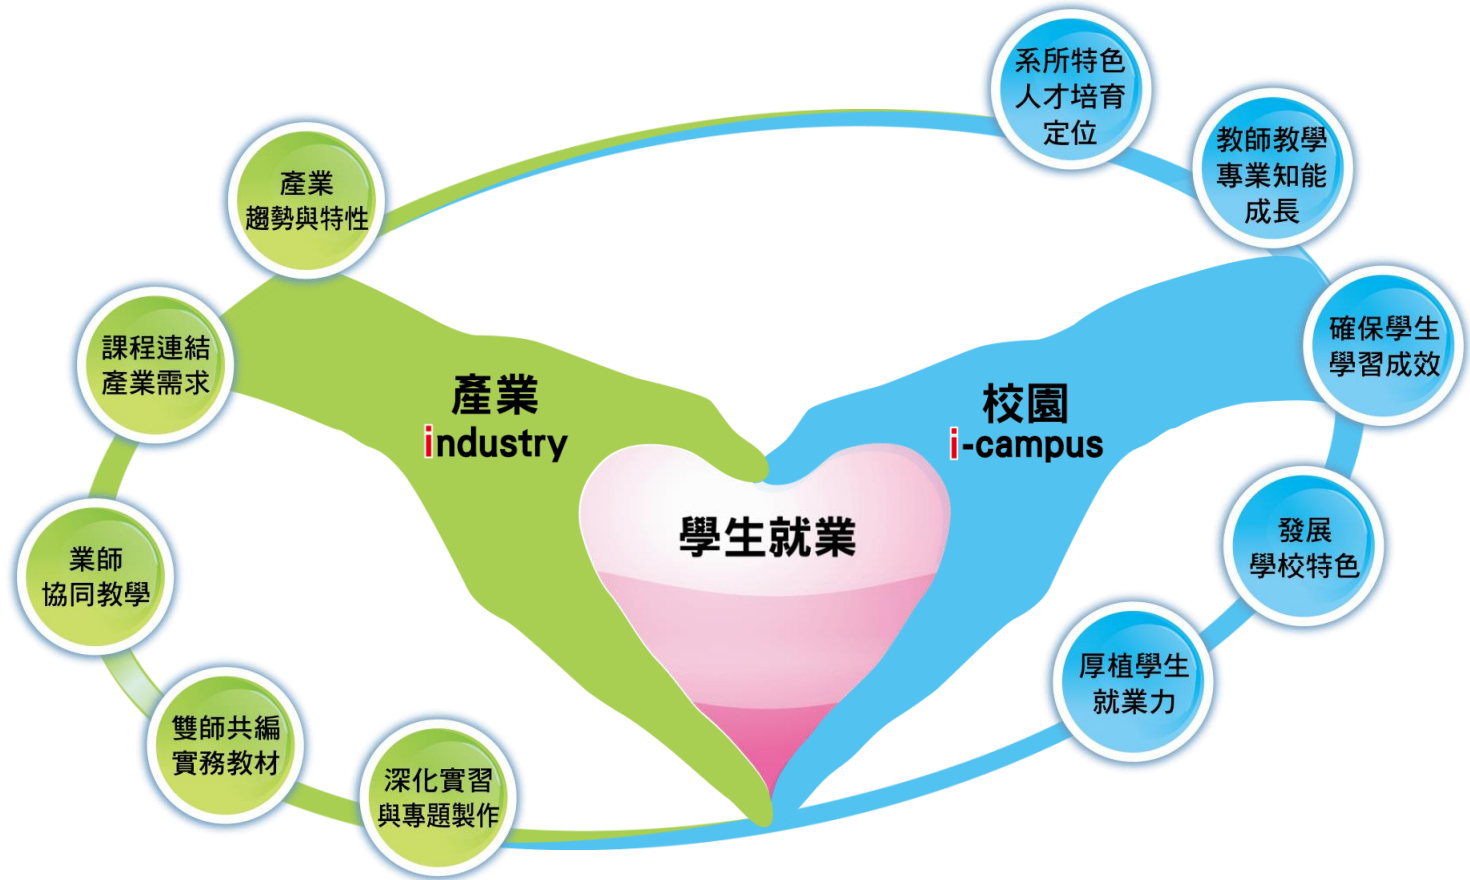 系所特色
人才培育
定位
教師教學
專業知能
成長
產業
趨勢與特性
確保學生
學習成效
課程連結
產業需求
產業
industry
校園
i-campus
學生就業
發展
學校特色
業師
協同教學
厚植學生
就業力
雙師共編
實務教材
深化實習
與專題製作